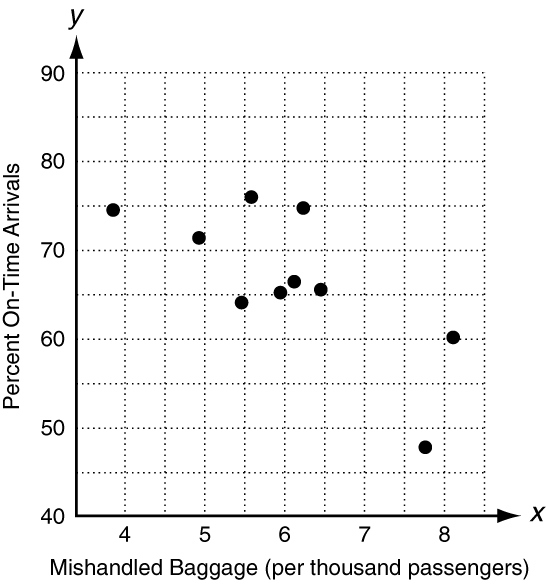 y
90
80
70
60
50
40
Percent On-Time Arrivals
4 5 6 7 8
x
Mishandled Baggage (per thousand passengers)